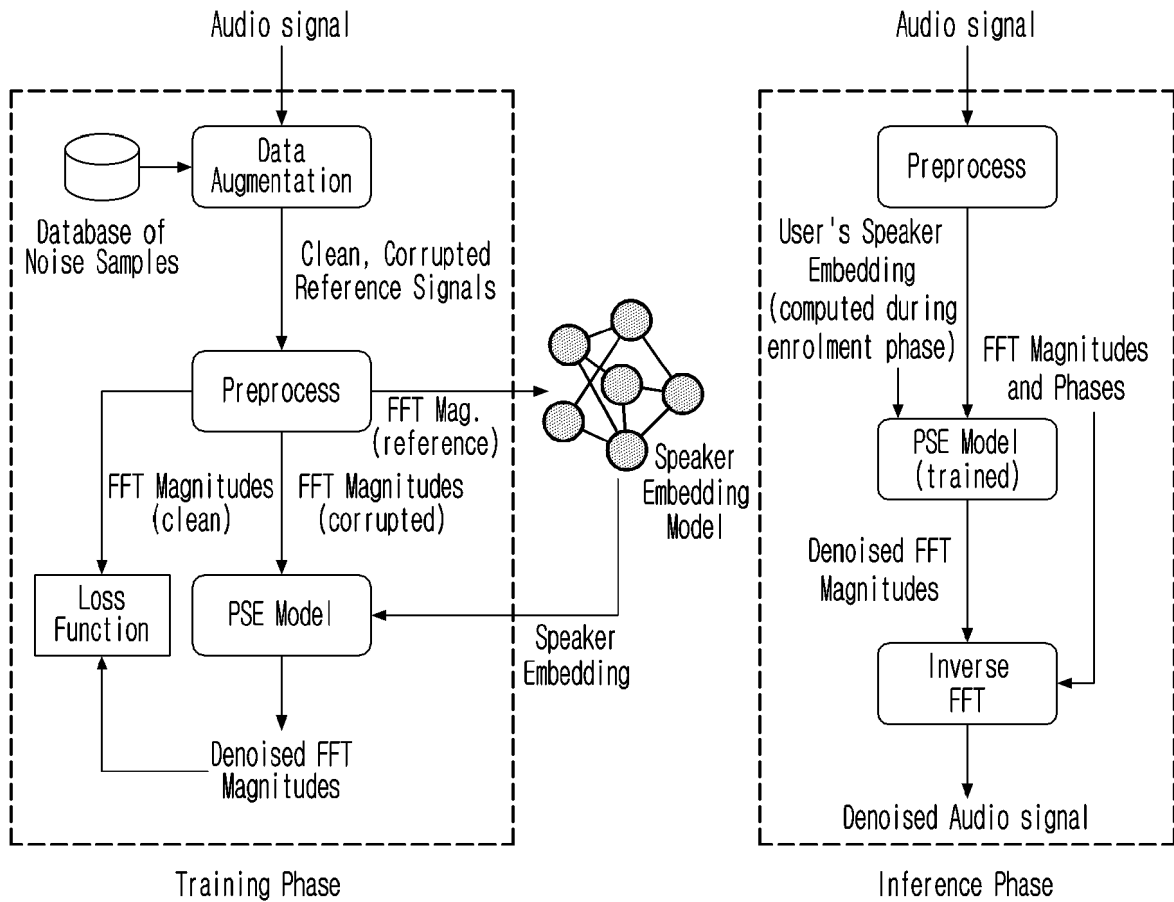 Audio signal
Data
Augmentation
Database of
Noise Samples
Clean, Corrupted
Reference Signals
Preprocess
FFT Mag.
(reference)
Speaker
Embedding
Model
FFT Magnitudes
(clean)
FFT Magnitudes
(corrupted)
Loss
Function
PSE Model
Speaker
Embedding
Denoised FFT
Magnitudes
Training Phase
Audio signal
Preprocess
User's Speaker
Embedding
(computed during
enrolment phase)
FFT Magnitudes
and Phases
PSE Model
(trained)
Denoised FFT
Magnitudes
Inverse
FFT
Denoised Audio signal
Inference Phase